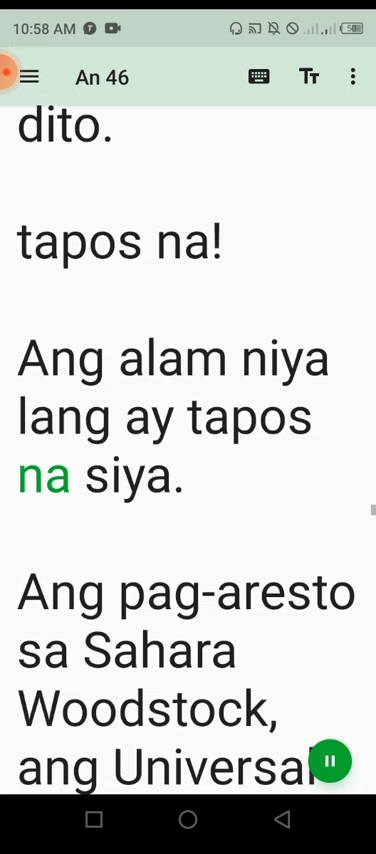 10:58 AM
An 46
dito.
tapos na!
Ang alam niya
lang ay tapos
na siya.
Ang pag-aresto
sa Sahara
Woodstock,
ang Universal